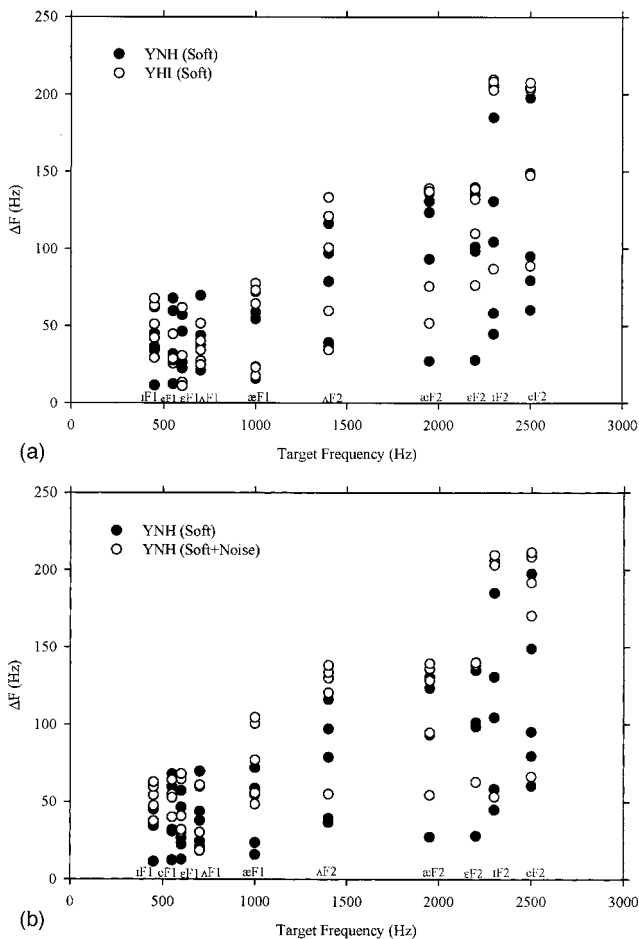 250
YNH (Soft)
YHI (Soft)
200
150
ΔF (Hz)
100
50
0
ɪF1 eF1 ɛF1 ʌF1 æF1 ʌF2 æF2 ɛF2 ɪF2 eF2
0 500 1000 1500 2000 2500 3000
(a)
Target Frequency (Hz)
250
YNH (Soft)
YNH (Soft+Noise)
200
150
ΔF (Hz)
100
50
0
ɪF1 eF1 ɛF1 ʌF1 æF1 ʌF2 æF2 ɛF2 ɪF2 eF2
0 500 1000 1500 2000 2500 3000
(b)
Target Frequency (Hz)